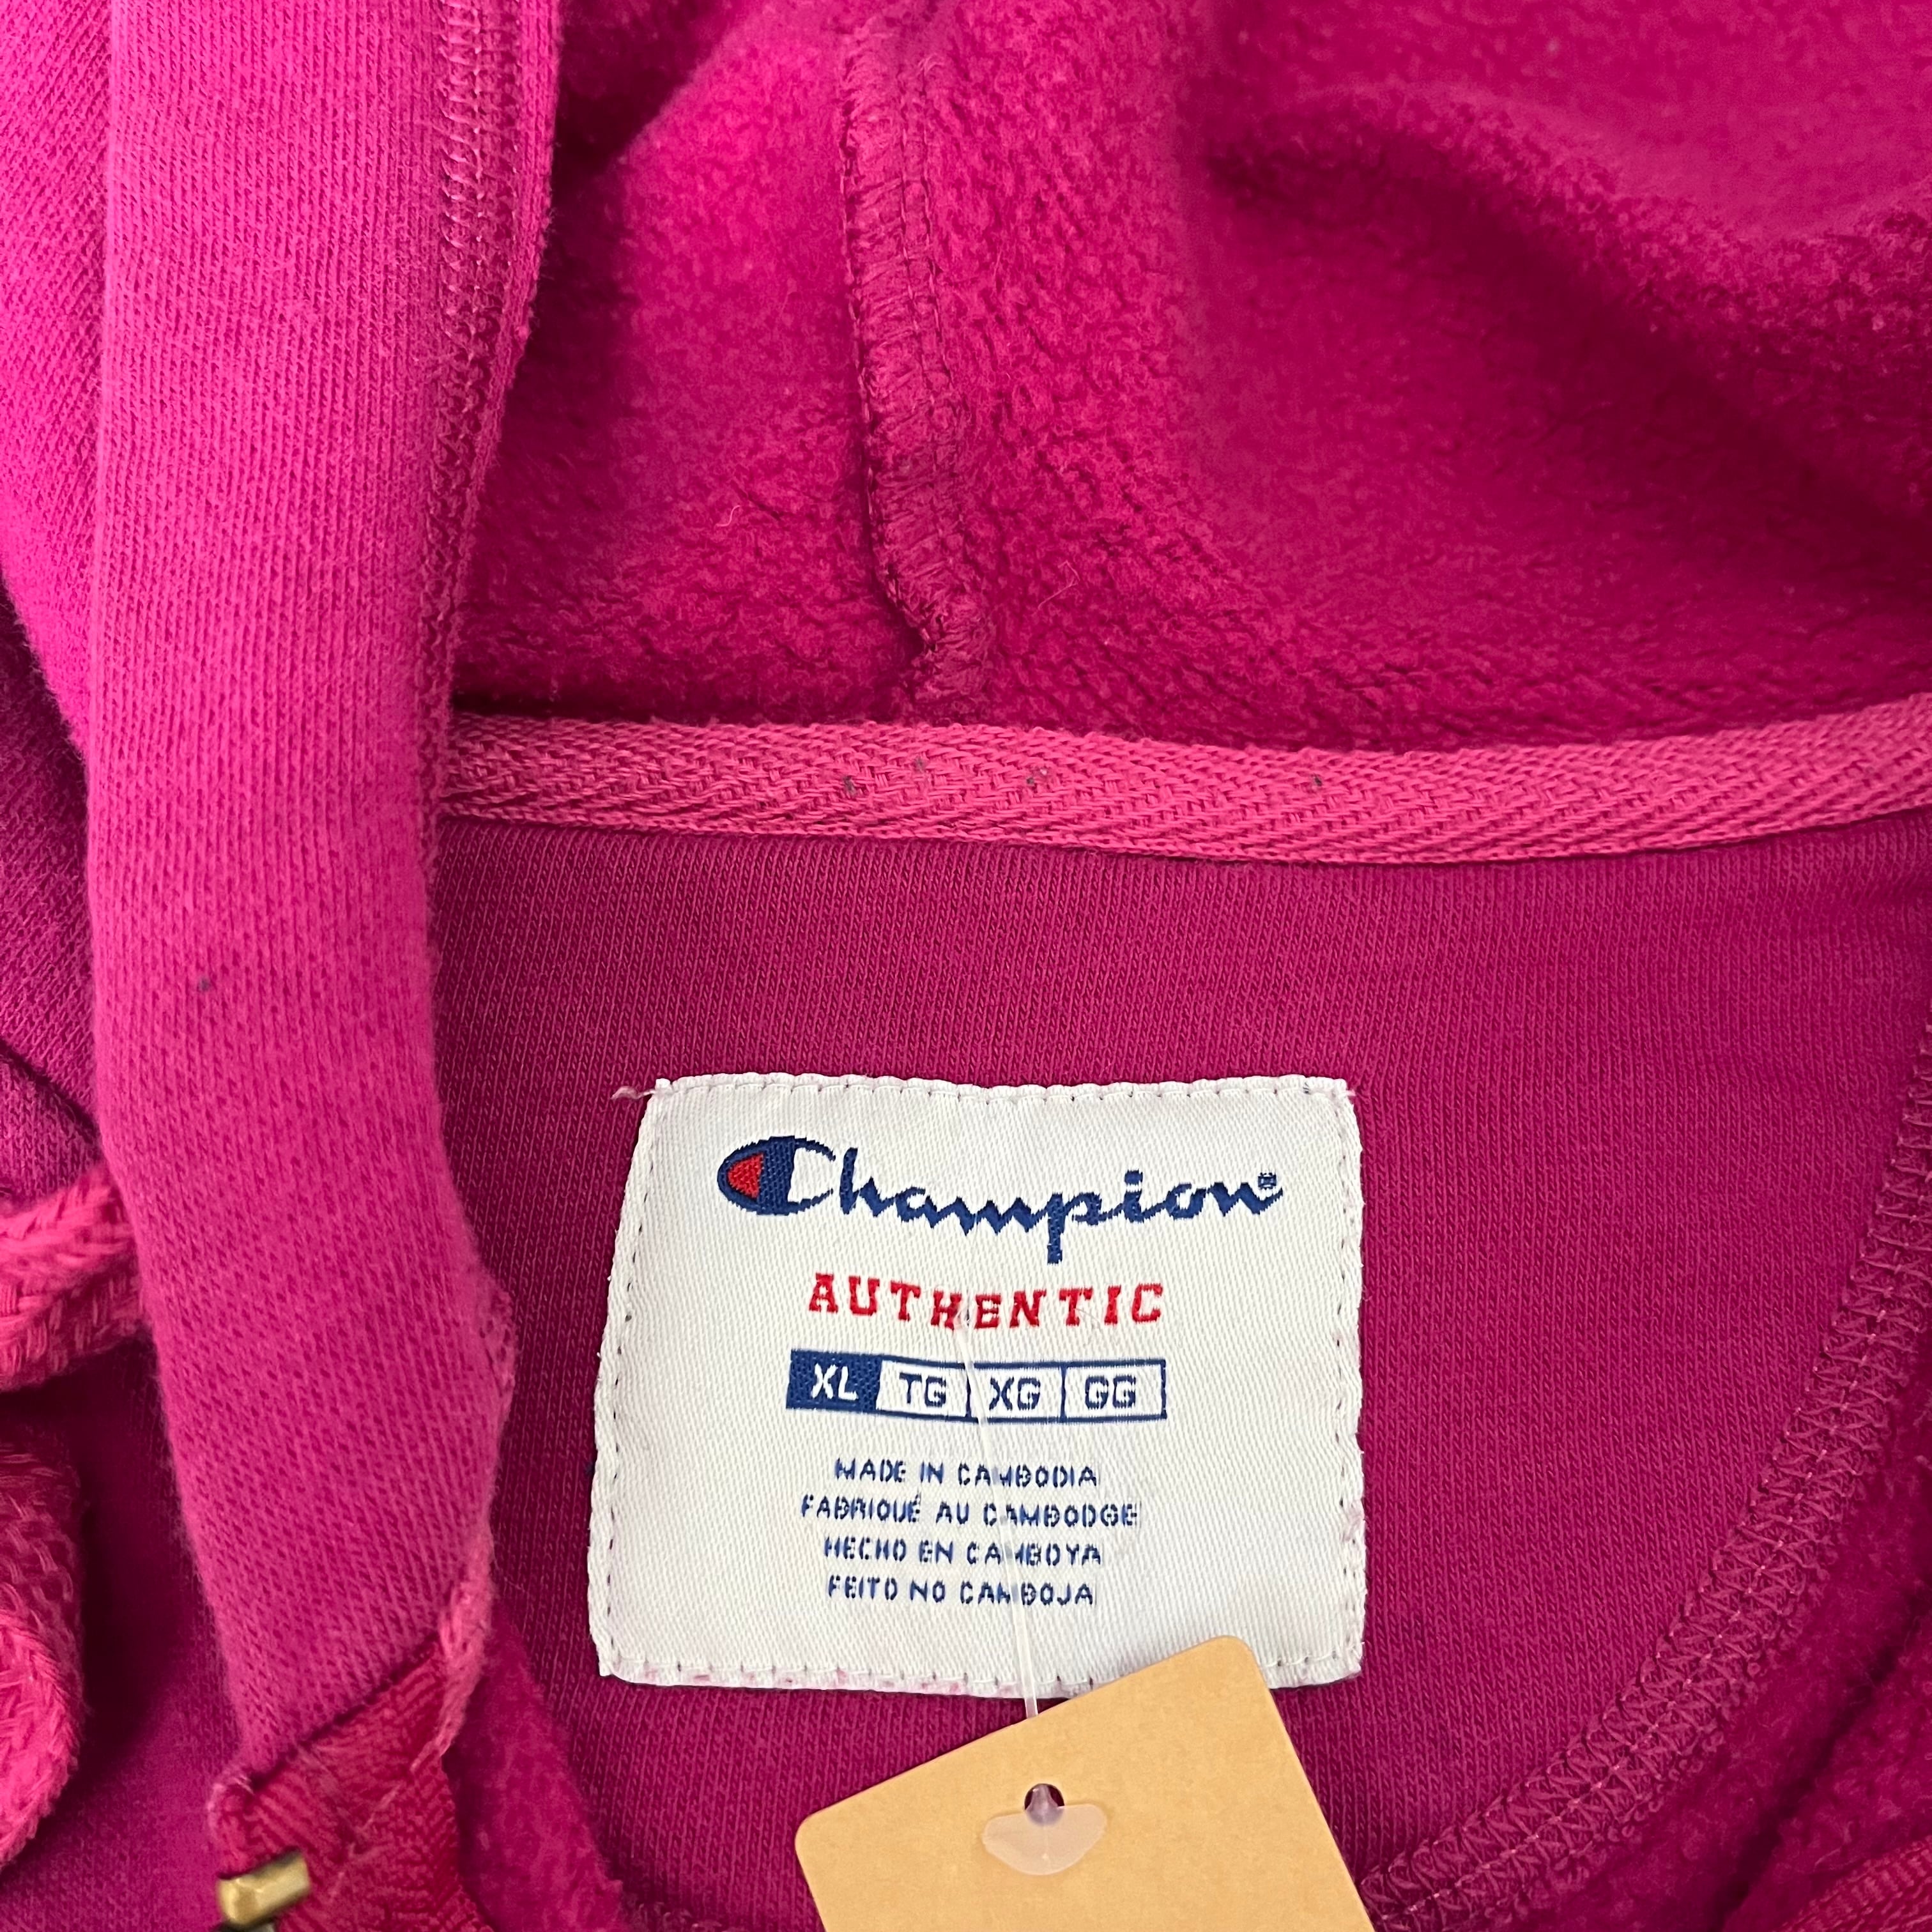 Champion®
AUTHENTIC
XL TG XG GG
MADE IN CAMBODIA
FABRIQUÉ AU CAMBODGE
HECHO EN CAMBOYA
FEITO NO CAMBOJA